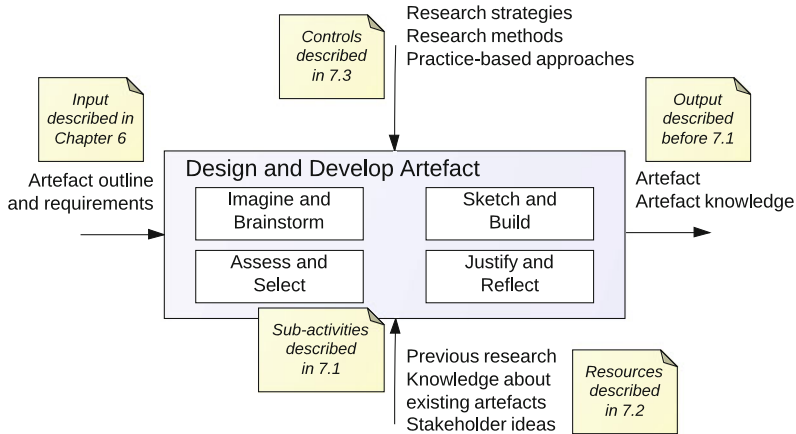 Controls
described
in 7.3
Research strategies
Research methods
Practice-based approaches
Input
described in
Chapter 6
Artefact outline
and requirements
Output
described
before 7.1
Artefact
Artefact knowledge
Design and Develop Artefact
Imagine and
Brainstorm
Sketch and
Build
Assess and
Select
Justify and
Reflect
Sub-activities
described
in 7.1
Previous research
Knowledge about
existing artefacts
Stakeholder ideas
Resources
described
in 7.2